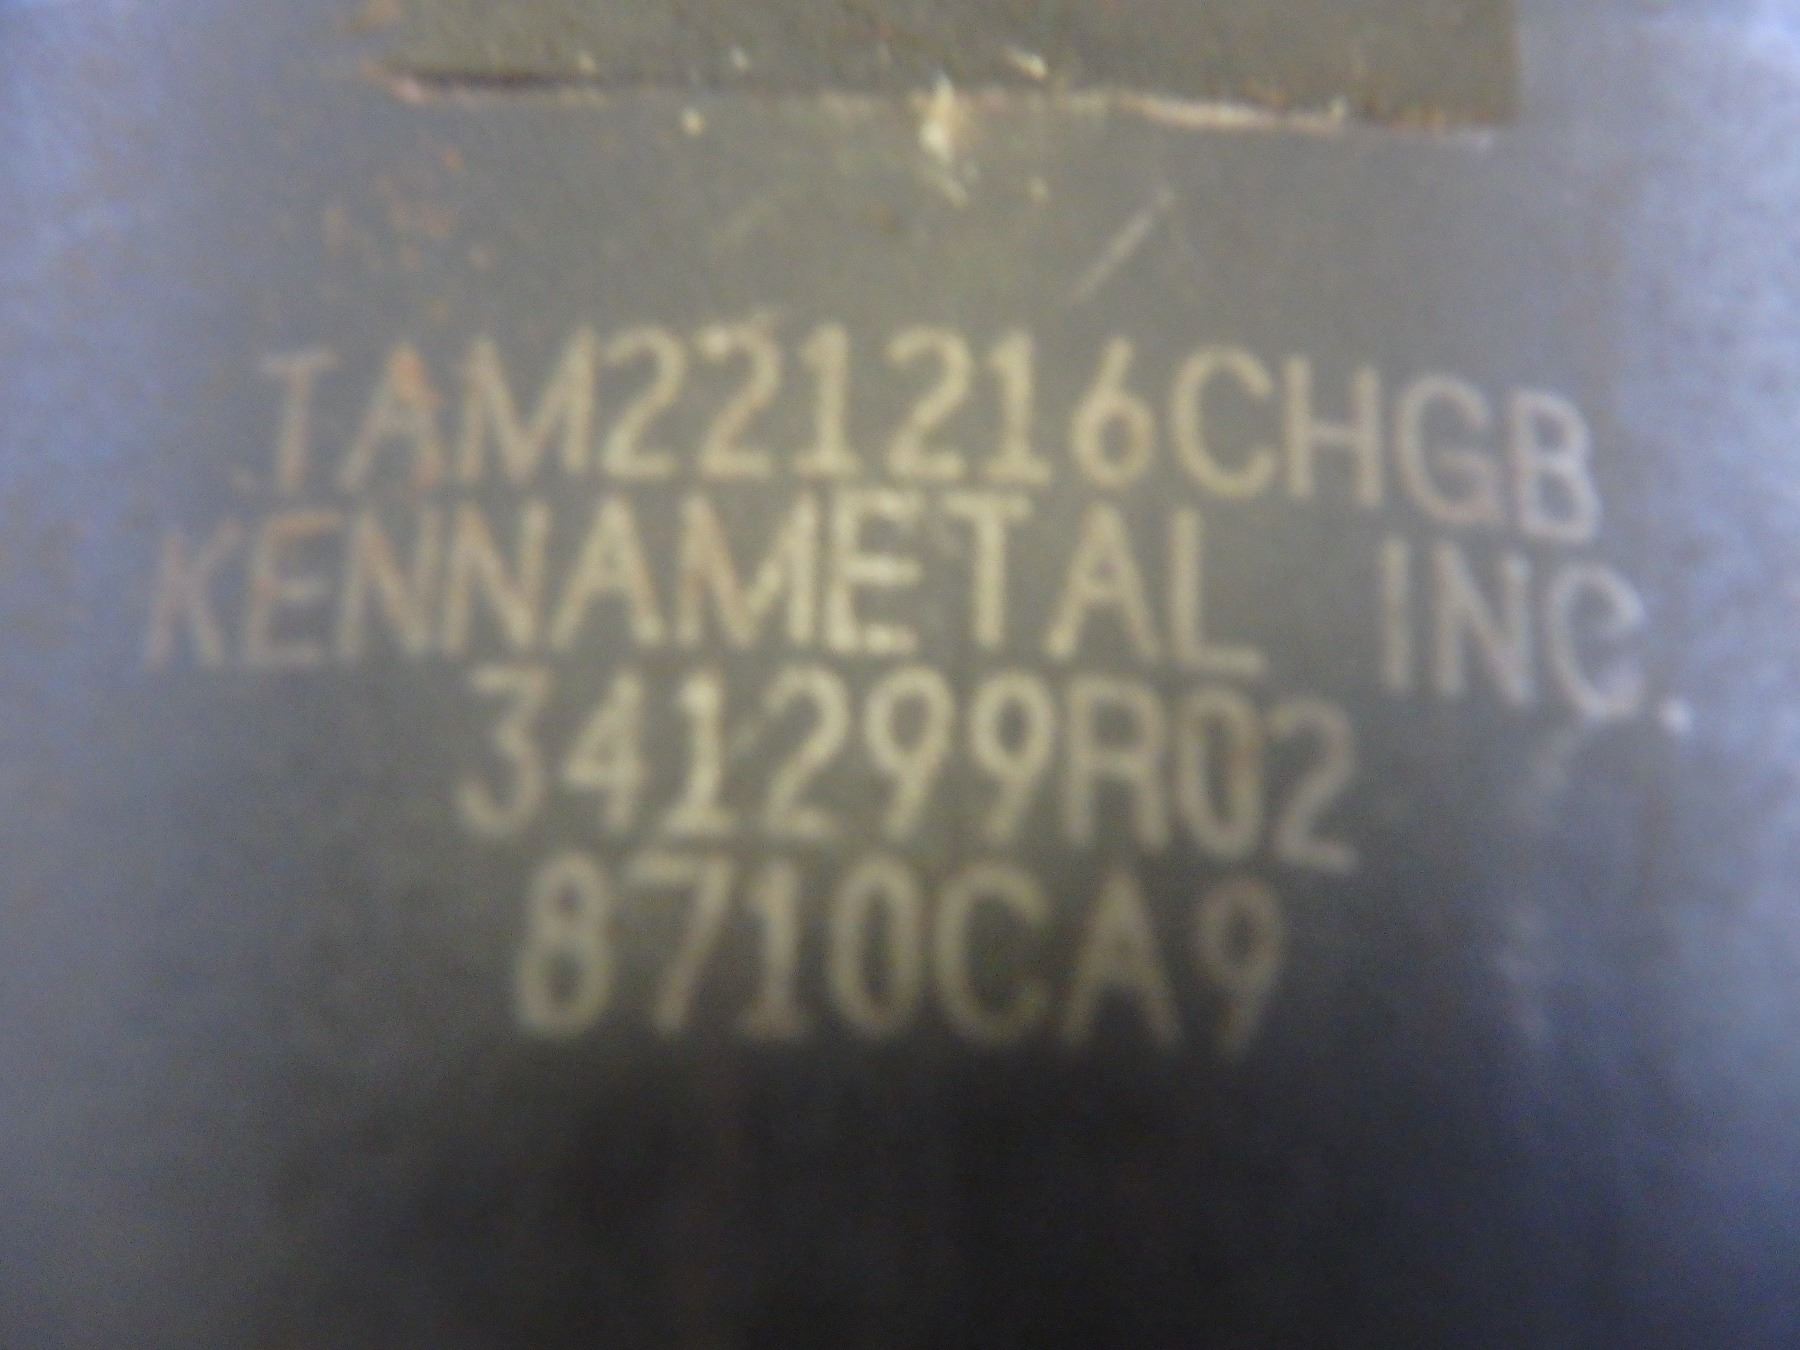 TAM221216CHGB
KENNAMETAL INC.
341299R02
8710CA9